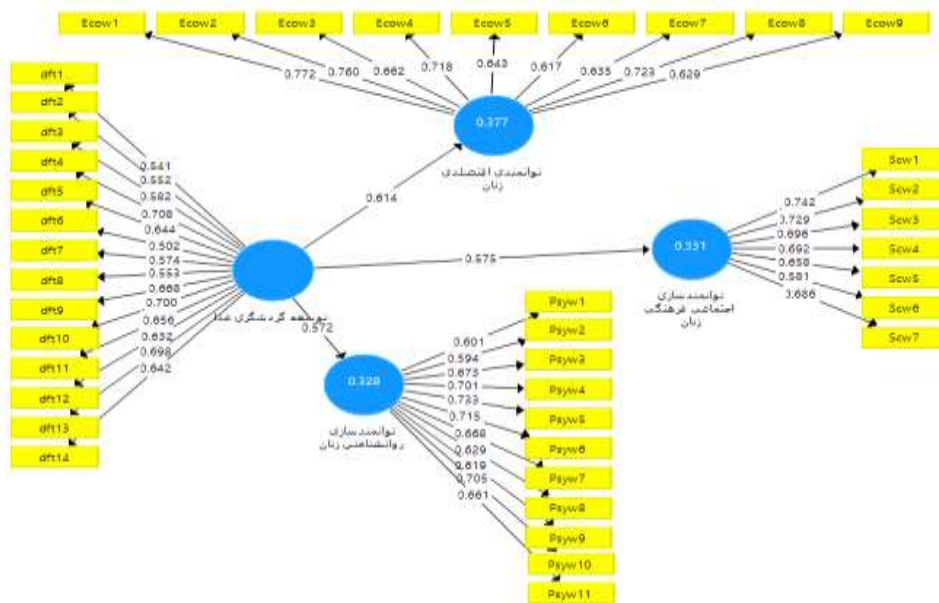 Ecow1 Ecow2 Ecow3 Ecow4 Ecow5 Ecow6 Ecow7 Ecow8 Ecow9
0.772 0.760 0.662 0.718 0.643 0.617 0.635 0.723 0.629
0.377
توانمندی اقتصادی
زنان
dft1
dft2
dft3
dft4
dft5
dft6
dft7
dft8
dft9
dft10
dft11
dft12
dft13
dft14
0.541
0.552
0.582
0.708
0.644
0.502
0.574
0.553
0.668
0.700
0.656
0.632
0.698
0.642
توسعه گردشگری غذا
0.614
0.575
0.572
0.331
توانمندسازی
اجتماعی فرهنگی
زنان
0.742
0.729
0.696
0.692
0.658
0.581
0.686
Scw1
Scw2
Scw3
Scw4
Scw5
Scw6
Scw7
0.328
توانمندسازی
روانشناختی زنان
0.601
0.594
0.673
0.701
0.733
0.715
0.668
0.629
0.619
0.705
0.661
Psyw1
Psyw2
Psyw3
Psyw4
Psyw5
Psyw6
Psyw7
Psyw8
Psyw9
Psyw10
Psyw11